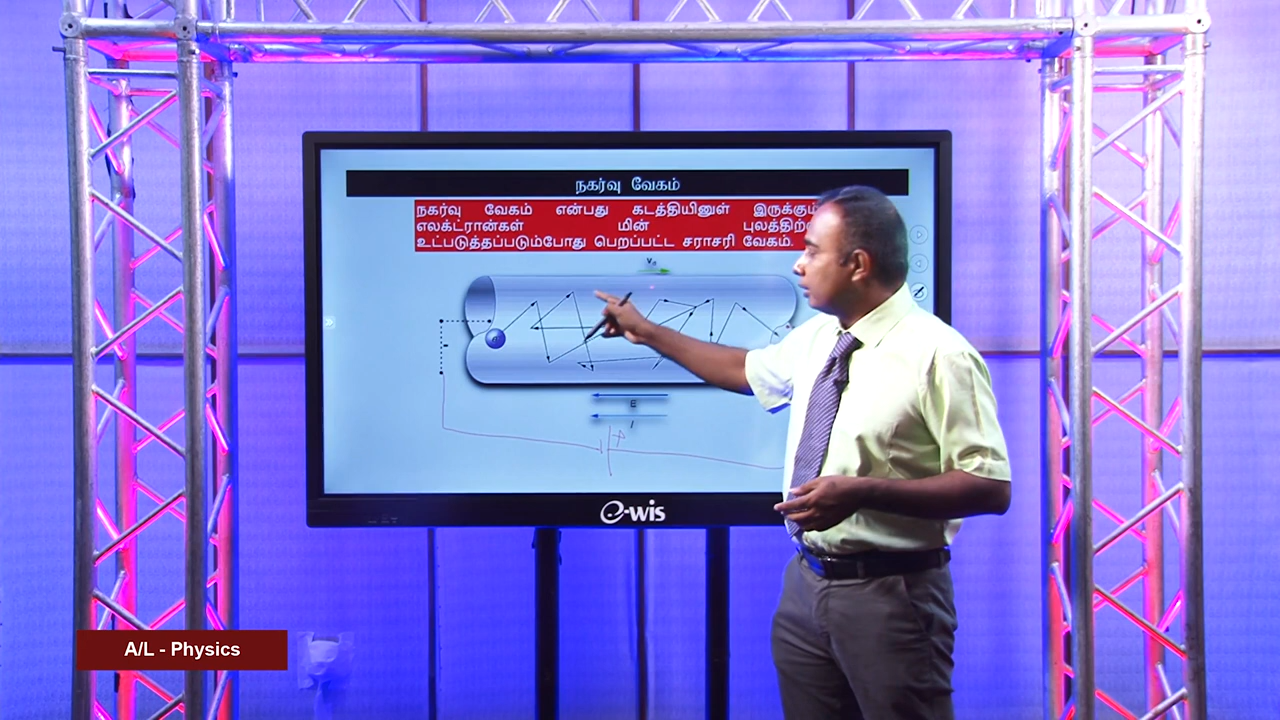 நகர்வு வேகம்
நகர்வு வேகம் என்பது கடத்தியினுள் இருக்கும்
எலக்ட்ரான்கள் மின்
உட்படுத்தப்படும்போது பெறப்பட்ட சராசரி வேகம்.
vd
e
E
I
e-wis
A/L - Physics